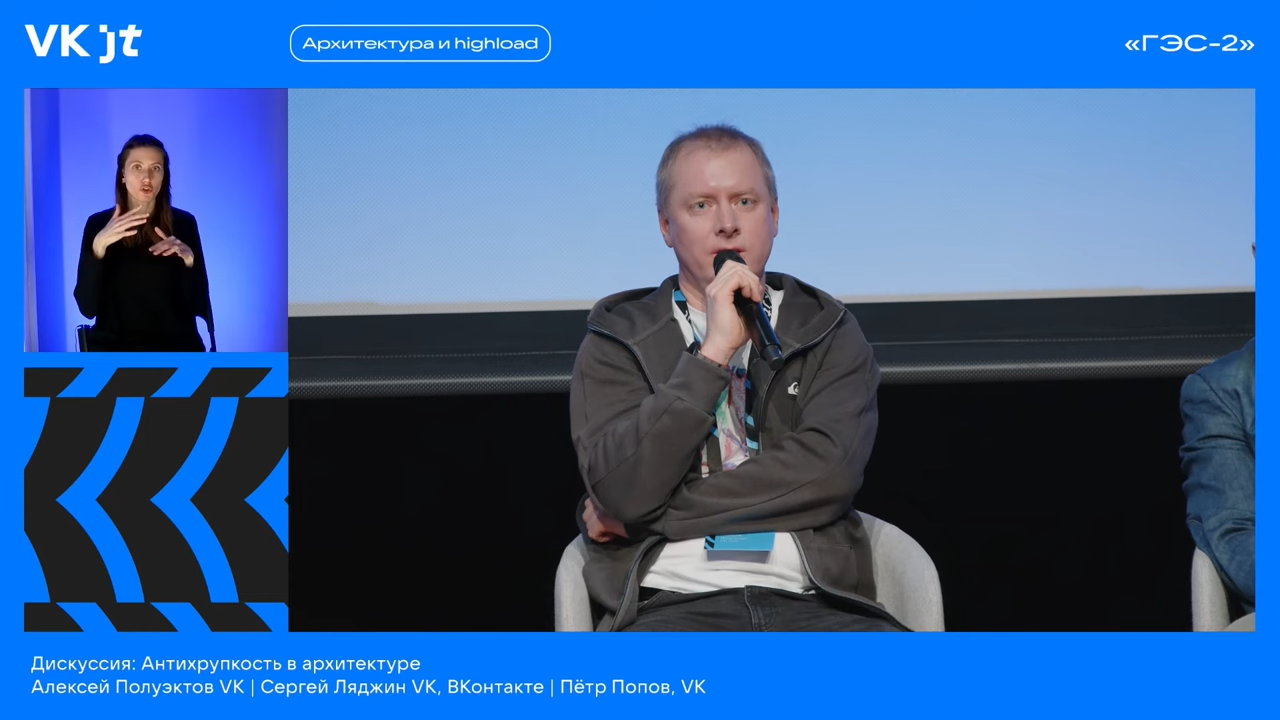 VK jt
Архитектура и highload
«ГЭС-2»
Дискуссия: Антихрупкость в архитектуре
Алексей Полуэктов VK | Сергей Ляджин VK, ВКонтакте | Пётр Попов, VK